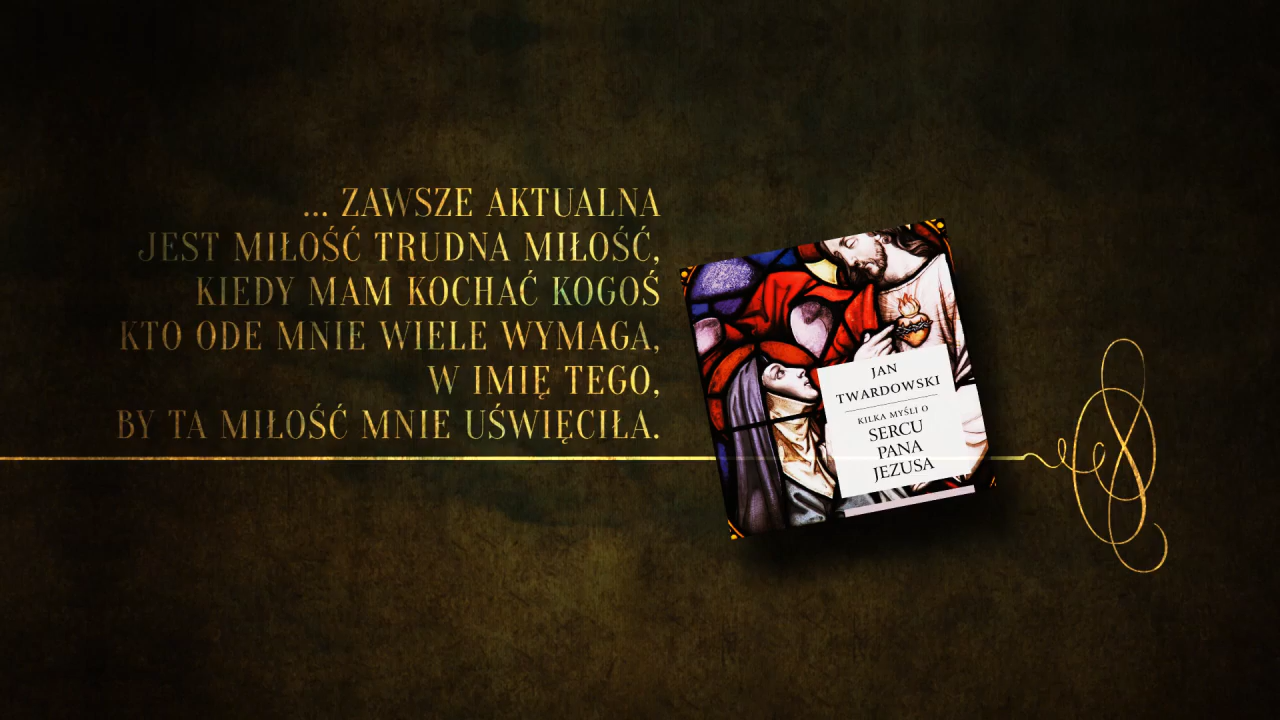 ... ZAWSZE AKTUALNA
JEST MIŁOŚĆ TRUDNA MIŁOŚĆ,
KIEDY MAM KOCHAĆ KOGOŚ
KTO ODE MNIE WIELE WYMAGA,
W IMIĘ TEGO,
BY TA MIŁOŚĆ MNIE UŚWIĘCIŁA.
JAN
TWARDOWSKI
KILKA MYŚLI O
SERCU
PANA
JEZUSA